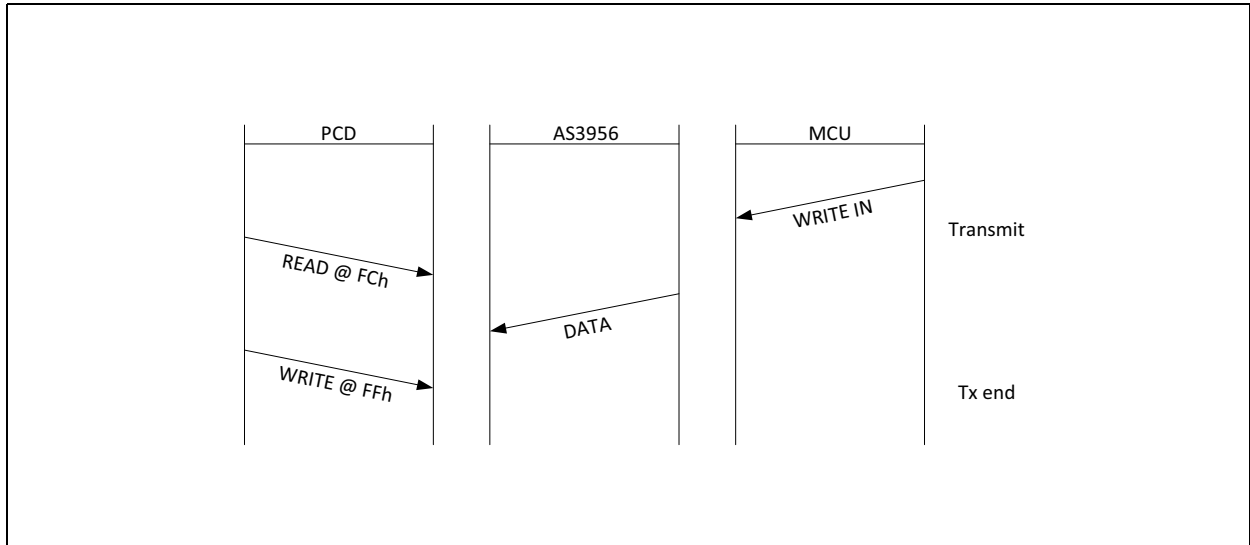 PCD
AS3956
MCU
WRITE IN
Transmit
READ @ FCh
DATA
WRITE @ FFh
Tx end